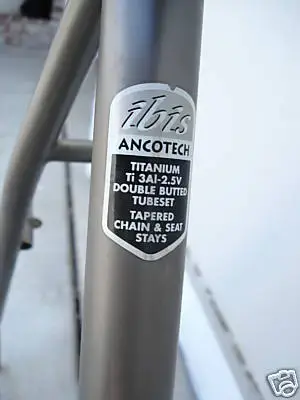 ibis
ANCOTECH
TITANIUM
Ti 3Al-2.5V
DOUBLE BUTTED
TUBESET
TAPERED
CHAIN & SEAT
STAYS